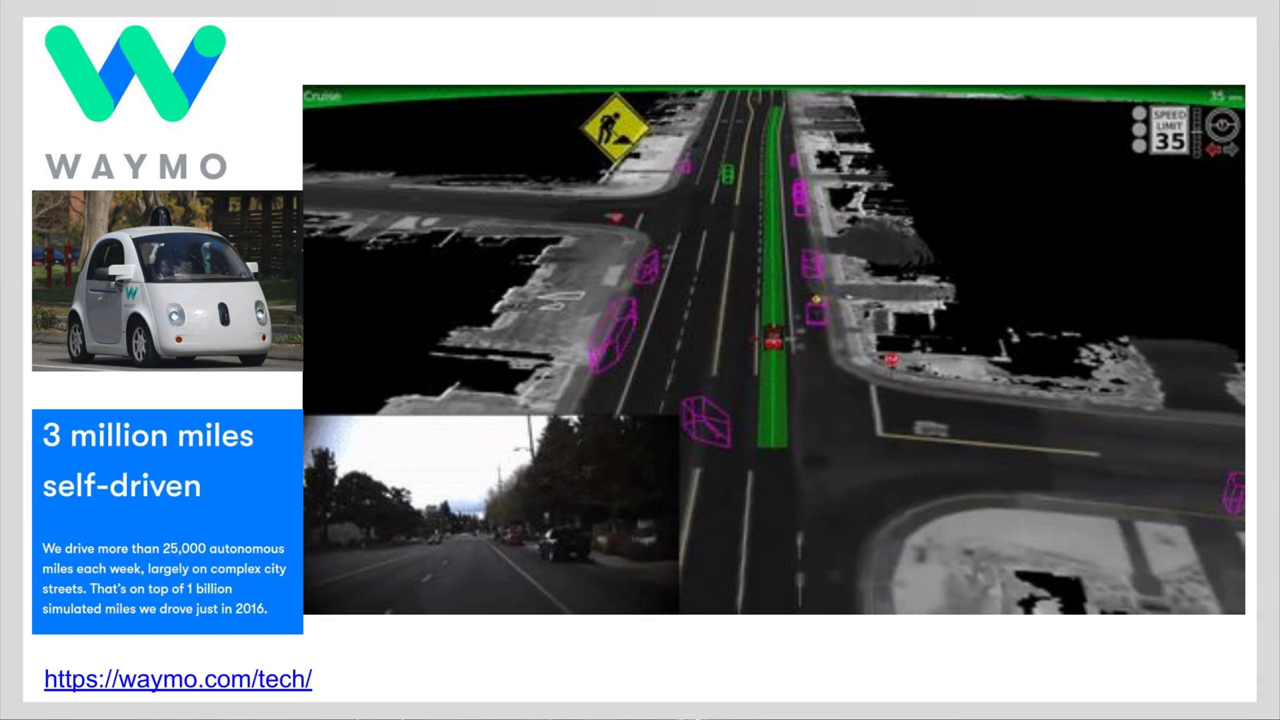 WAYMO
Cruise
35
SPEED
LIMIT
35
3 million miles
self-driven
We drive more than 25,000 autonomous
miles each week, largely on complex city
streets. That's on top of 1 billion
simulated miles we drove just in 2016.
https://waymo.com/tech/